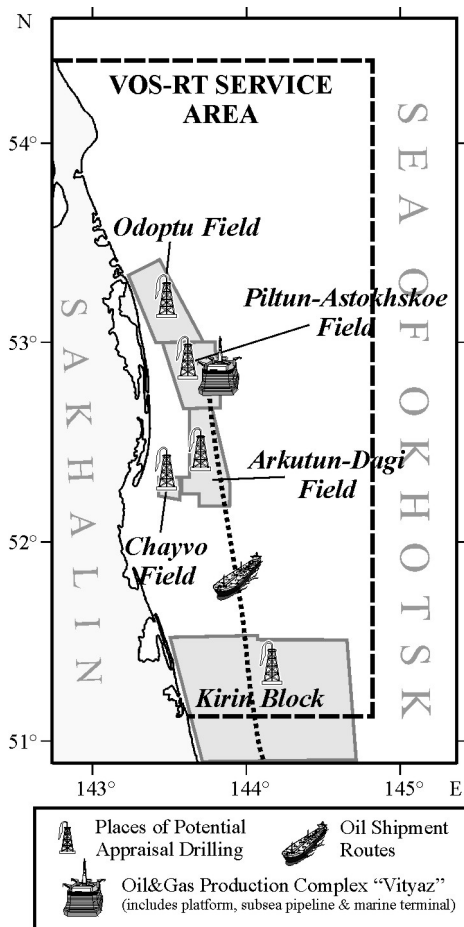 N
VOS-RT SERVICE
AREA
54°
Odoptu Field
Piltun-Astokhskoe
Field
53°
Arkutun-Dagi
Field
Chayvo
Field
52°
Kirin Block
51°
SAKHALIN
SEA OF OKHOTSK
143°
144°
145°
E
Places of Potential
Appraisal Drilling
Oil Shipment
Routes
Oil&Gas Production Complex “Vityaz”
(includes platform, subsea pipeline & marine terminal)